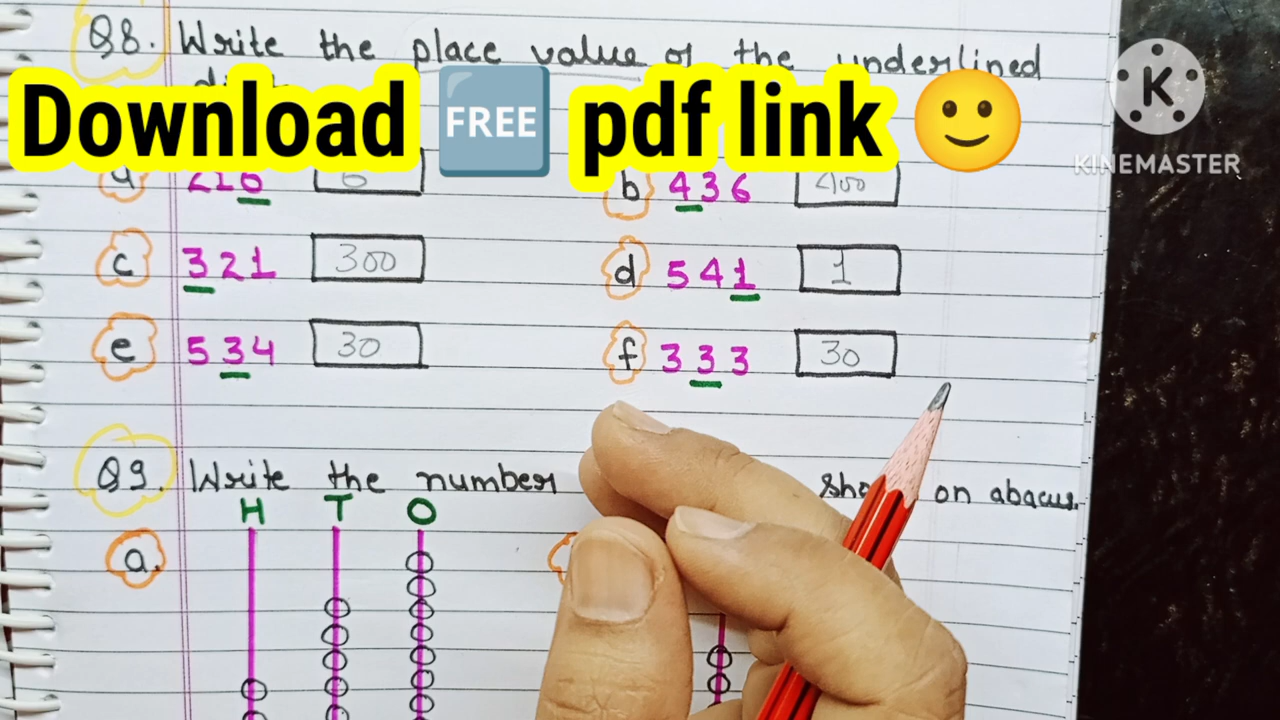 Q8. Write the place value of the underlined
Download FREE pdf link
KINEMASTER
a 216 6 b 436 400
c 321 300 d 541 1
e 534 30 f 333 30
Q9. Write the number on abacus.
H T O
a.